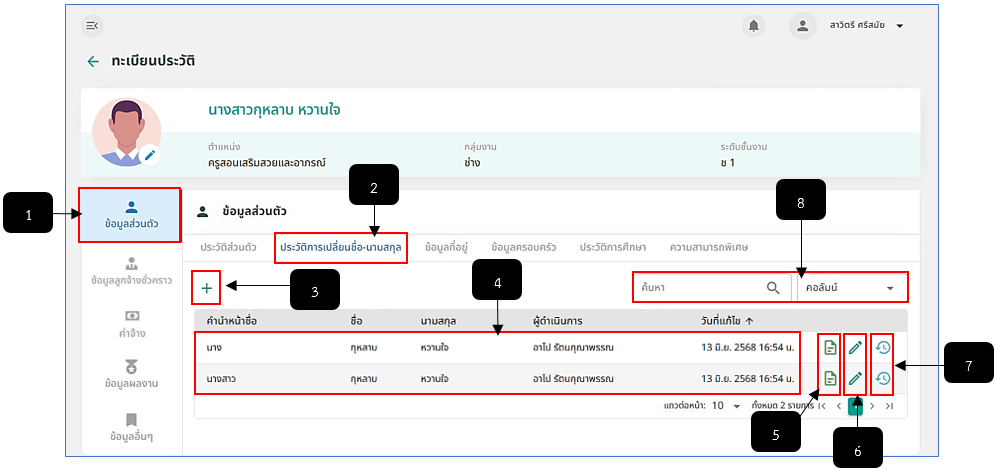 สาวิตรี ศรีสมัย
ทะเบียนประวัติ
นางสาวกุหลาบ หวานใจ
ตำแหน่ง กลุ่มงาน ระดับชั้นงาน
ครูสอนเสริมสวยและอาภรณ์ ช่าง ช 1
2
8
1
ข้อมูลส่วนตัว
ข้อมูลส่วนตัว
ประวัติส่วนตัว ประวัติการเปลี่ยนชื่อ-นามสกุล ข้อมูลที่อยู่ ข้อมูลครอบครัว ประวัติการศึกษา ความสามารถพิเศษ
ข้อมูลลูกจ้างชั่วคราว
3
4
ค้นหา คอลัมน์
คำนำหน้าชื่อ ชื่อ นามสกุล ผู้ดำเนินการ วันที่แก้ไข
ค่าจ้าง
นาง กุหลาบ หวานใจ อาโป รัตนกุณาพรรณ 13 มิ.ย. 2568 16:54 น.
7
ข้อมูลผลงาน
นางสาว กุหลาบ หวานใจ อาโป รัตนกุณาพรรณ 13 มิ.ย. 2568 16:54 น.
แถวต่อหน้า: 10 ทั้งหมด 2 รายการ
ข้อมูลอื่นๆ
5
6